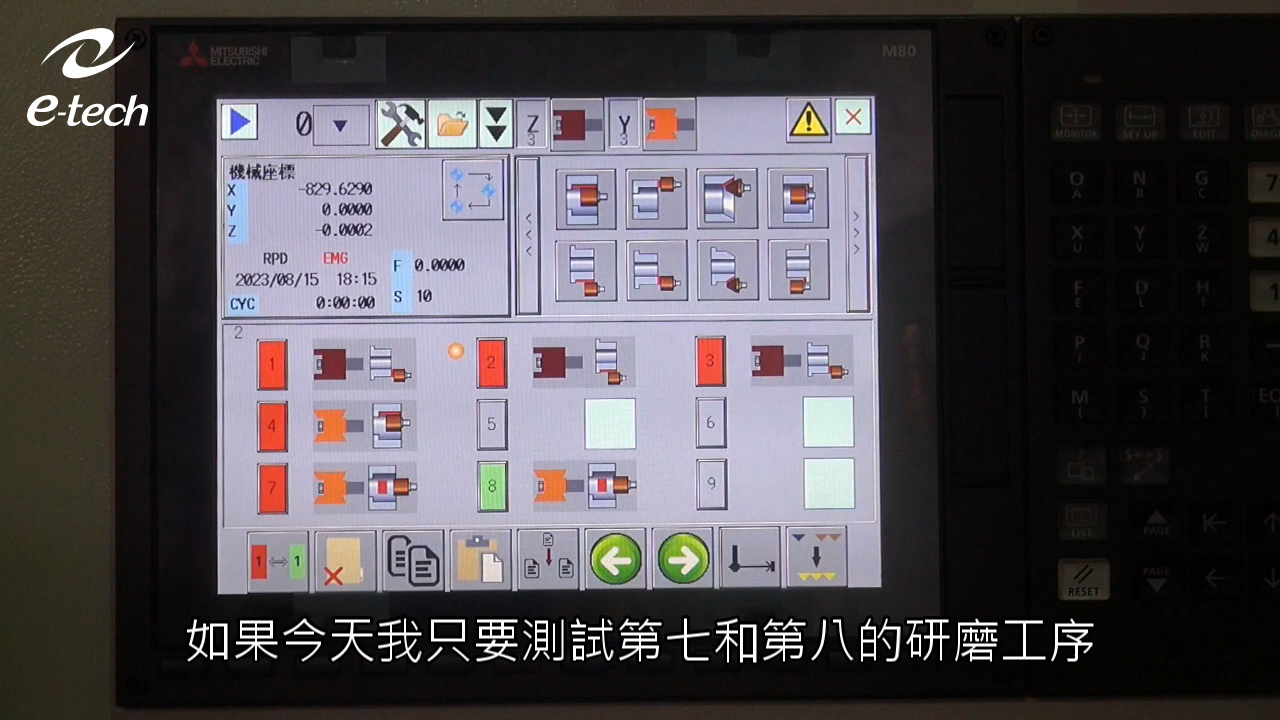 e-tech
MITSUBISHI
ELECTRIC
M80
0
Z
3
Y
3
機械座標
X -829.6290
Y 0.0000
Z -0.0002
RPD EMG
2023/08/15 18:15
CYC 0:00:00
F 0.0000
S 10
2
1 2 3
4 5 6
7 8 9
1 1
MONITOR SET UP EDIT
O A N B G C 7
X U Y V Z W 4
F E D L H I 1
P I Q J R K
M ( S ) T [
LIST PAGE
RESET PAGE
如果今天我只要測試第七和第八的研磨工序